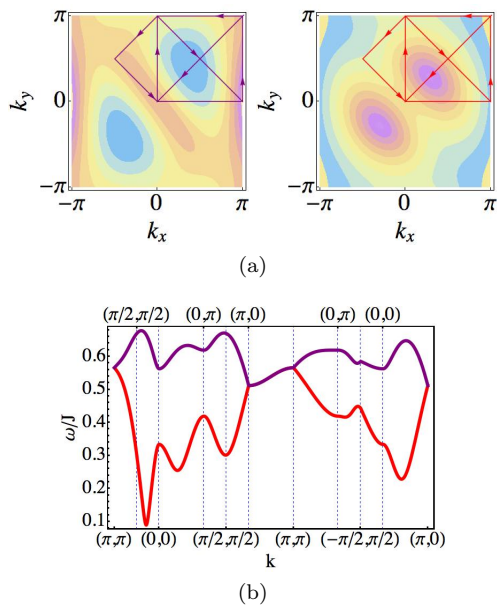 π
0
−π
k_y
−π
0
π
k_x
π
0
−π
k_y
−π
0
π
k_x
(a)
(π/2,π/2) (0,π) (π,0) (0,π) (0,0)
0.6
0.5
0.4
0.3
0.2
0.1
ω/J
(π,π) (0,0) (π/2,π/2) (π,π) (−π/2,π/2) (π,0)
k
(b)